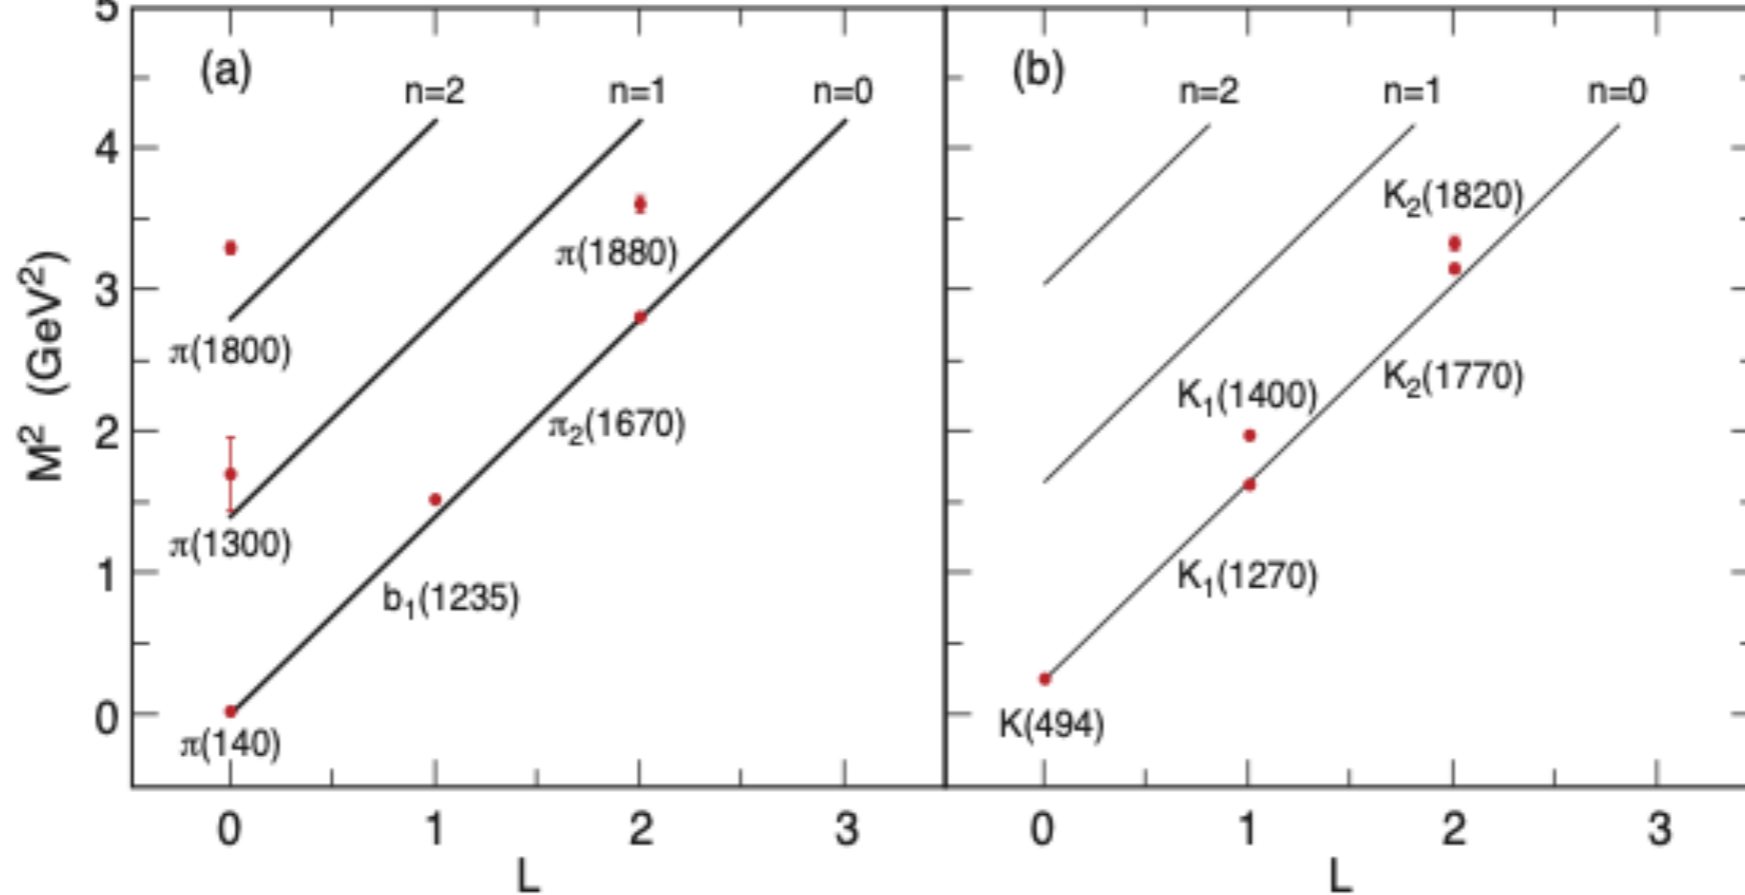 5
(a)
n=2
n=1
n=0
(b)
n=2
n=1
n=0
4
K₂(1820)
π(1880)
3
π(1800)
K₂(1770)
K₁(1400)
π₂(1670)
2
M² (GeV²)
π(1300)
b₁(1235)
K₁(1270)
1
0
π(140)
K(494)
0 1 2 3
0 1 2 3
L
L